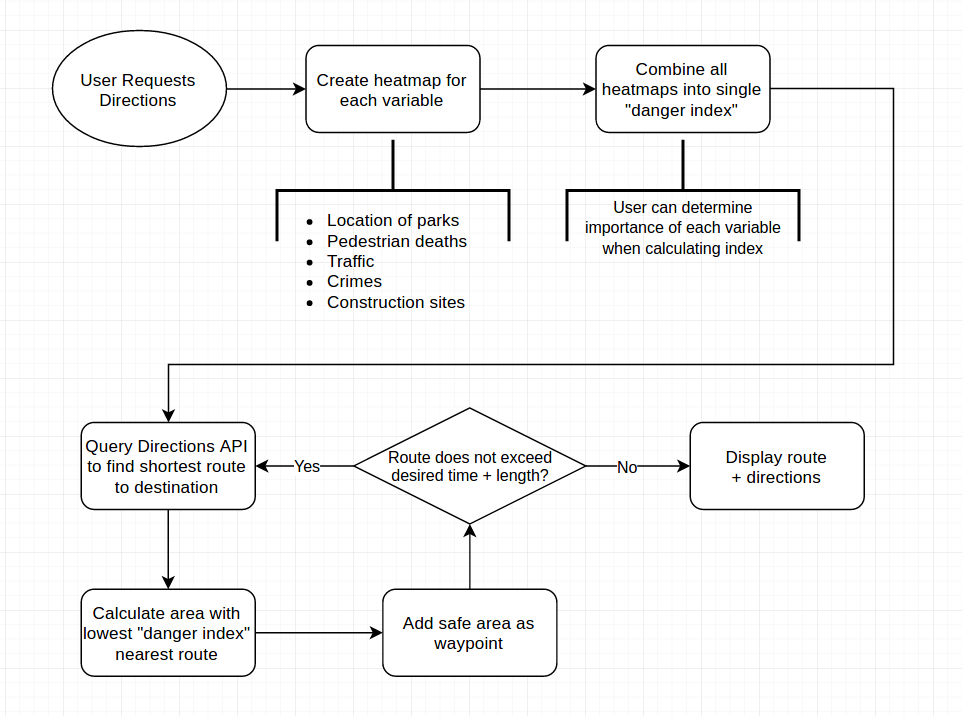 User Requests
Directions
Create heatmap for
each variable
Combine all
heatmaps into single
"danger index"
• Location of parks
• Pedestrian deaths
• Traffic
• Crimes
• Construction sites
User can determine
importance of each variable
when calculating index
Query Directions API
to find shortest route
to destination
Yes
Route does not exceed
desired time + length?
No
Display route
+ directions
Calculate area with
lowest "danger index"
nearest route
Add safe area as
waypoint